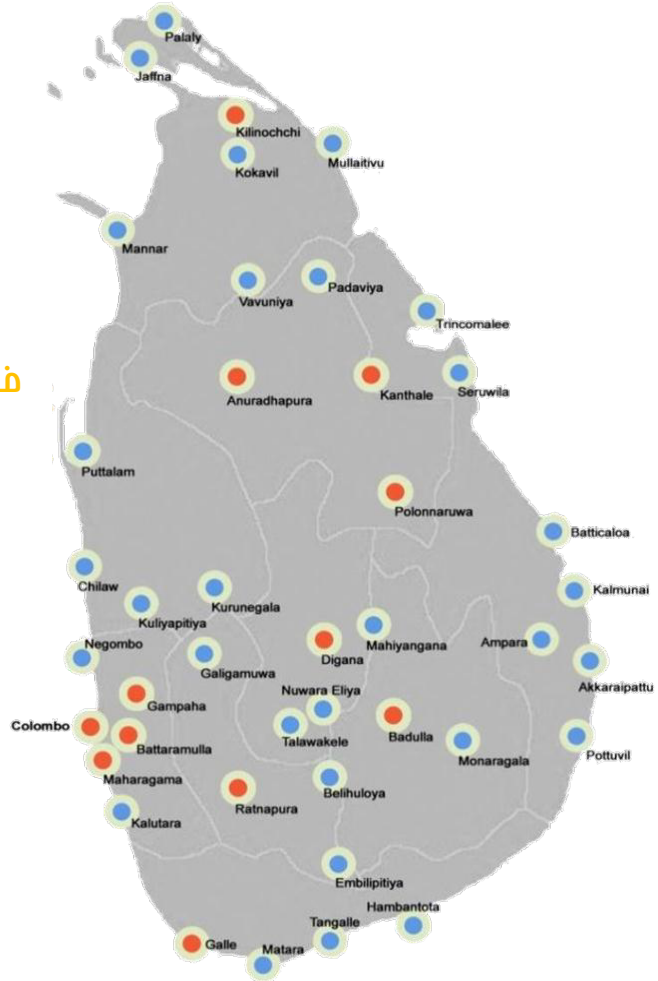 Palaly
Jaffna
Kilinochchi
Kokavil
Mullaitivu
Mannar
Vavuniya
Padaviya
Trincomalee
ம்
Anuradhapura
Kanthale
Seruwila
Puttalam
Polonnaruwa
Batticaloa
Chilaw
Kurunegala
Kalmunai
Kuliyapitiya
Negombo
Galigamuwa
Digana
Mahiyangana
Ampara
Akkaraipattu
Nuwara Eliya
Gampaha
Colombo
Battaramulla
Talawakele
Badulla
Monaragala
Pottuvil
Maharagama
Ratnapura
Belihuloya
Kalutara
Embilipitiya
Hambantota
Tangalle
Galle
Matara